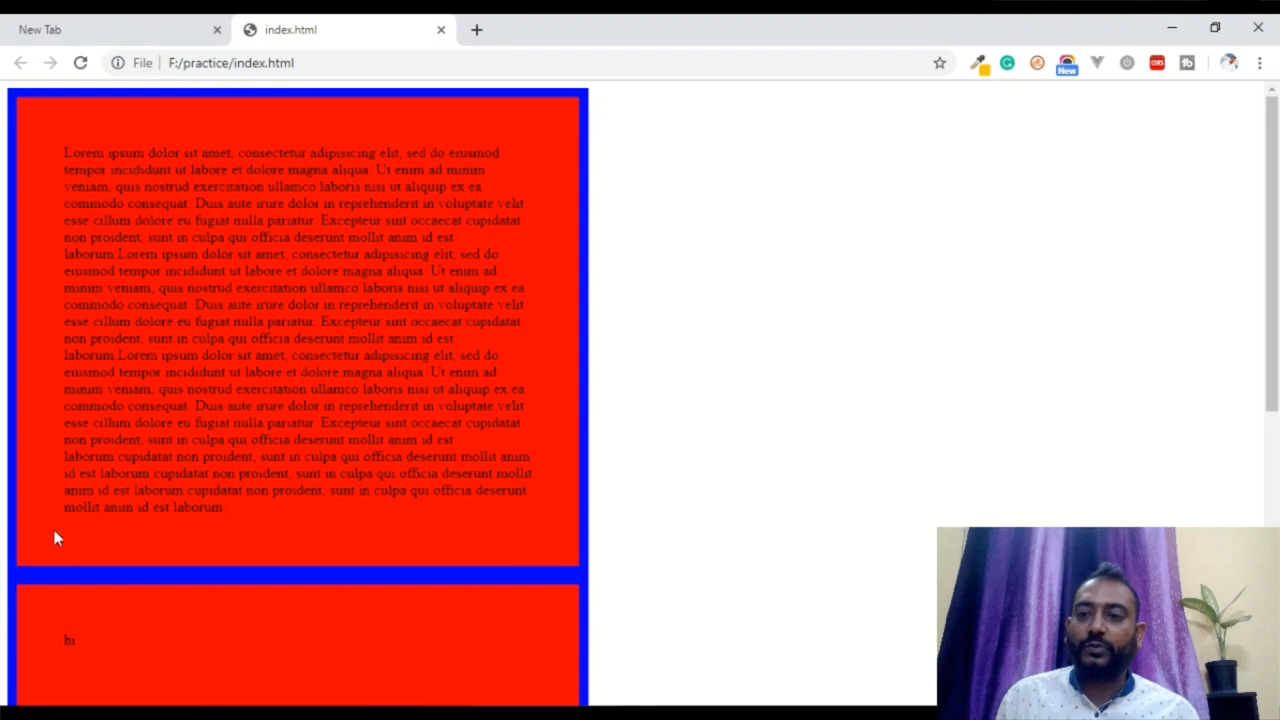 New Tab
index.html
File
F:/practice/index.html
New
CORS
tb
Lorem ipsum dolor sit amet, consectetur adipisicing elit, sed do eiusmod
tempor incididunt ut labore et dolore magna aliqua. Ut enim ad minim
veniam, quis nostrud exercitation ullamco laboris nisi ut aliquip ex ea
commodo consequat. Duis aute irure dolor in reprehenderit in voluptate velit
esse cillum dolore eu fugiat nulla pariatur. Excepteur sint occaecat cupidatat
non proident, sunt in culpa qui officia deserunt mollit anim id est
laborum.Lorem ipsum dolor sit amet, consectetur adipisicing elit, sed do
eiusmod tempor incididunt ut labore et dolore magna aliqua. Ut enim ad
minim veniam, quis nostrud exercitation ullamco laboris nisi ut aliquip ex ea
commodo consequat. Duis aute irure dolor in reprehenderit in voluptate velit
esse cillum dolore eu fugiat nulla pariatur. Excepteur sint occaecat cupidatat
non proident, sunt in culpa qui officia deserunt mollit anim id est
laborum.Lorem ipsum dolor sit amet, consectetur adipisicing elit, sed do
eiusmod tempor incididunt ut labore et dolore magna aliqua. Ut enim ad
minim veniam, quis nostrud exercitation ullamco laboris nisi ut aliquip ex ea
commodo consequat. Duis aute irure dolor in reprehenderit in voluptate velit
esse cillum dolore eu fugiat nulla pariatur. Excepteur sint occaecat cupidatat
non proident, sunt in culpa qui officia deserunt mollit anim id est
laborum.cupidatat non proident, sunt in culpa qui officia deserunt mollit anim
id est laborum.cupidatat non proident, sunt in culpa qui officia deserunt mollit
anim id est laborum.cupidatat non proident, sunt in culpa qui officia deserunt
mollit anim id est laborum.
hi